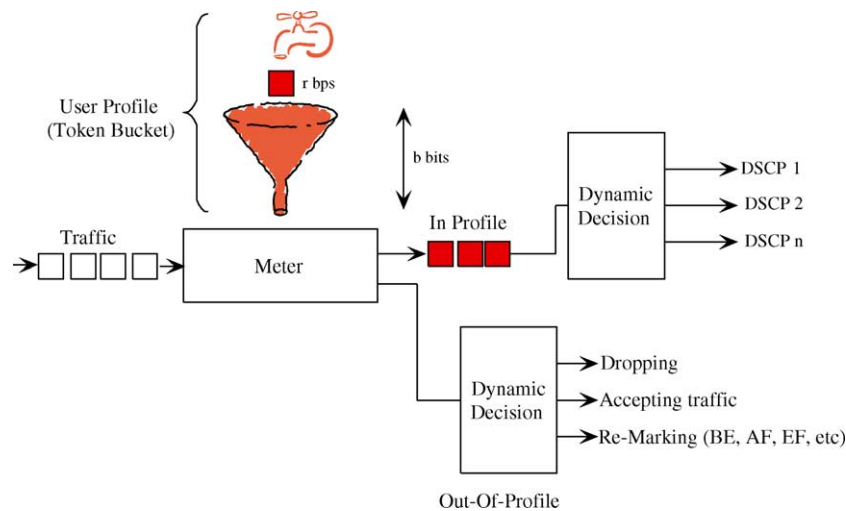 r bps
User Profile
(Token Bucket)
b bits
Traffic
Meter
In Profile
Dynamic
Decision
DSCP 1
DSCP 2
DSCP n
Dynamic
Decision
Dropping
Accepting traffic
Re-Marking (BE, AF, EF, etc)
Out-Of-Profile